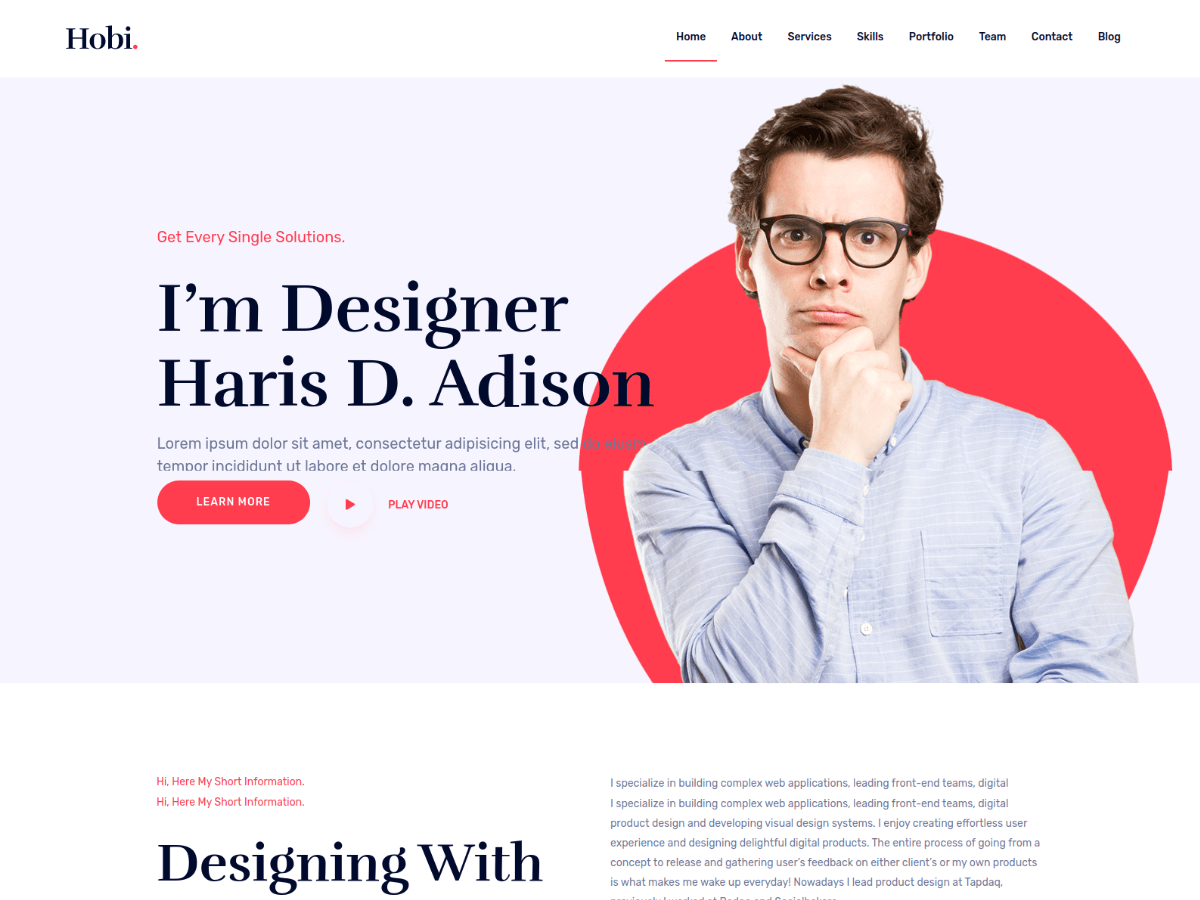 Hobi.
Home About Services Skills Portfolio Team Contact Blog
Get Every Single Solutions.
I'm Designer
Haris D. Adison
Lorem ipsum dolor sit amet, consectetur adipisicing elit, sed do eiusm
tempor incididunt ut labore et dolore magna aliqua.
LEARN MORE
PLAY VIDEO
Hi, Here My Short Information.
Hi, Here My Short Information.
Designing With
I specialize in building complex web applications, leading front-end teams, digital
I specialize in building complex web applications, leading front-end teams, digital
product design and developing visual design systems. I enjoy creating effortless user
experience and designing delightful digital products. The entire process of going from a
concept to release and gathering user's feedback on either client's or my own products
is what makes me wake up everyday! Nowadays I lead product design at Tapdaq,